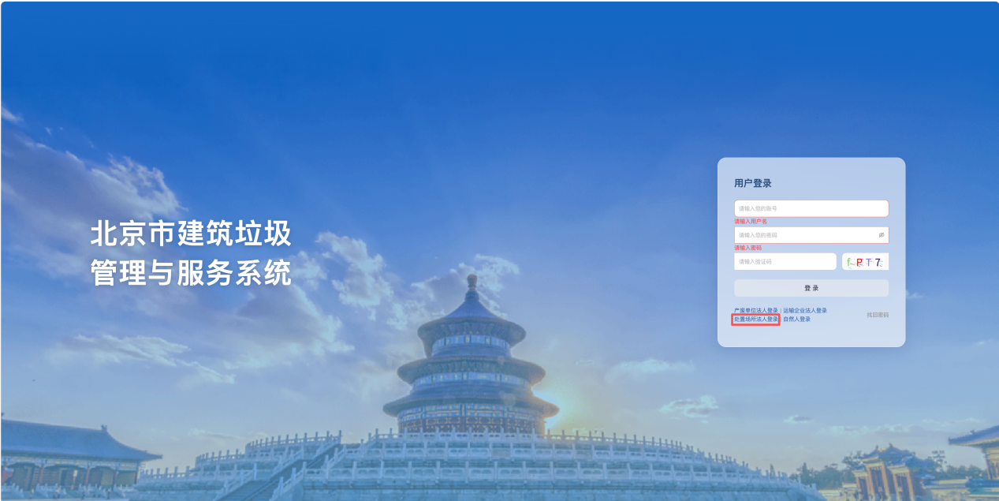 北京市建筑垃圾
管理与服务系统
用户登录
请输入您的账号
请输入用户名
请输入您的密码
请输入密码
请输入验证码
登 录
产废单位法人登录 | 运输企业法人登录
处置场所法人登录 | 自然人登录
找回密码